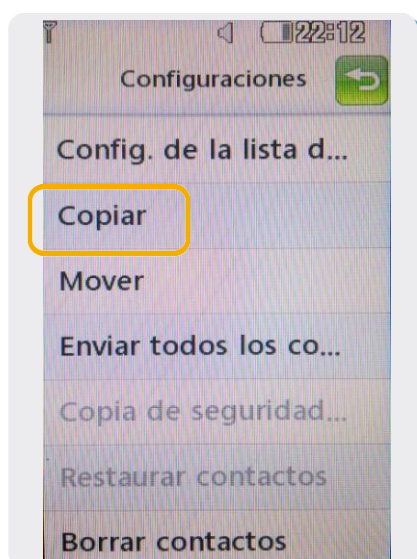 22:12
Configuraciones
Config. de la lista d...
Copiar
Mover
Enviar todos los co...
Copia de seguridad...
Restaurar contactos
Borrar contactos